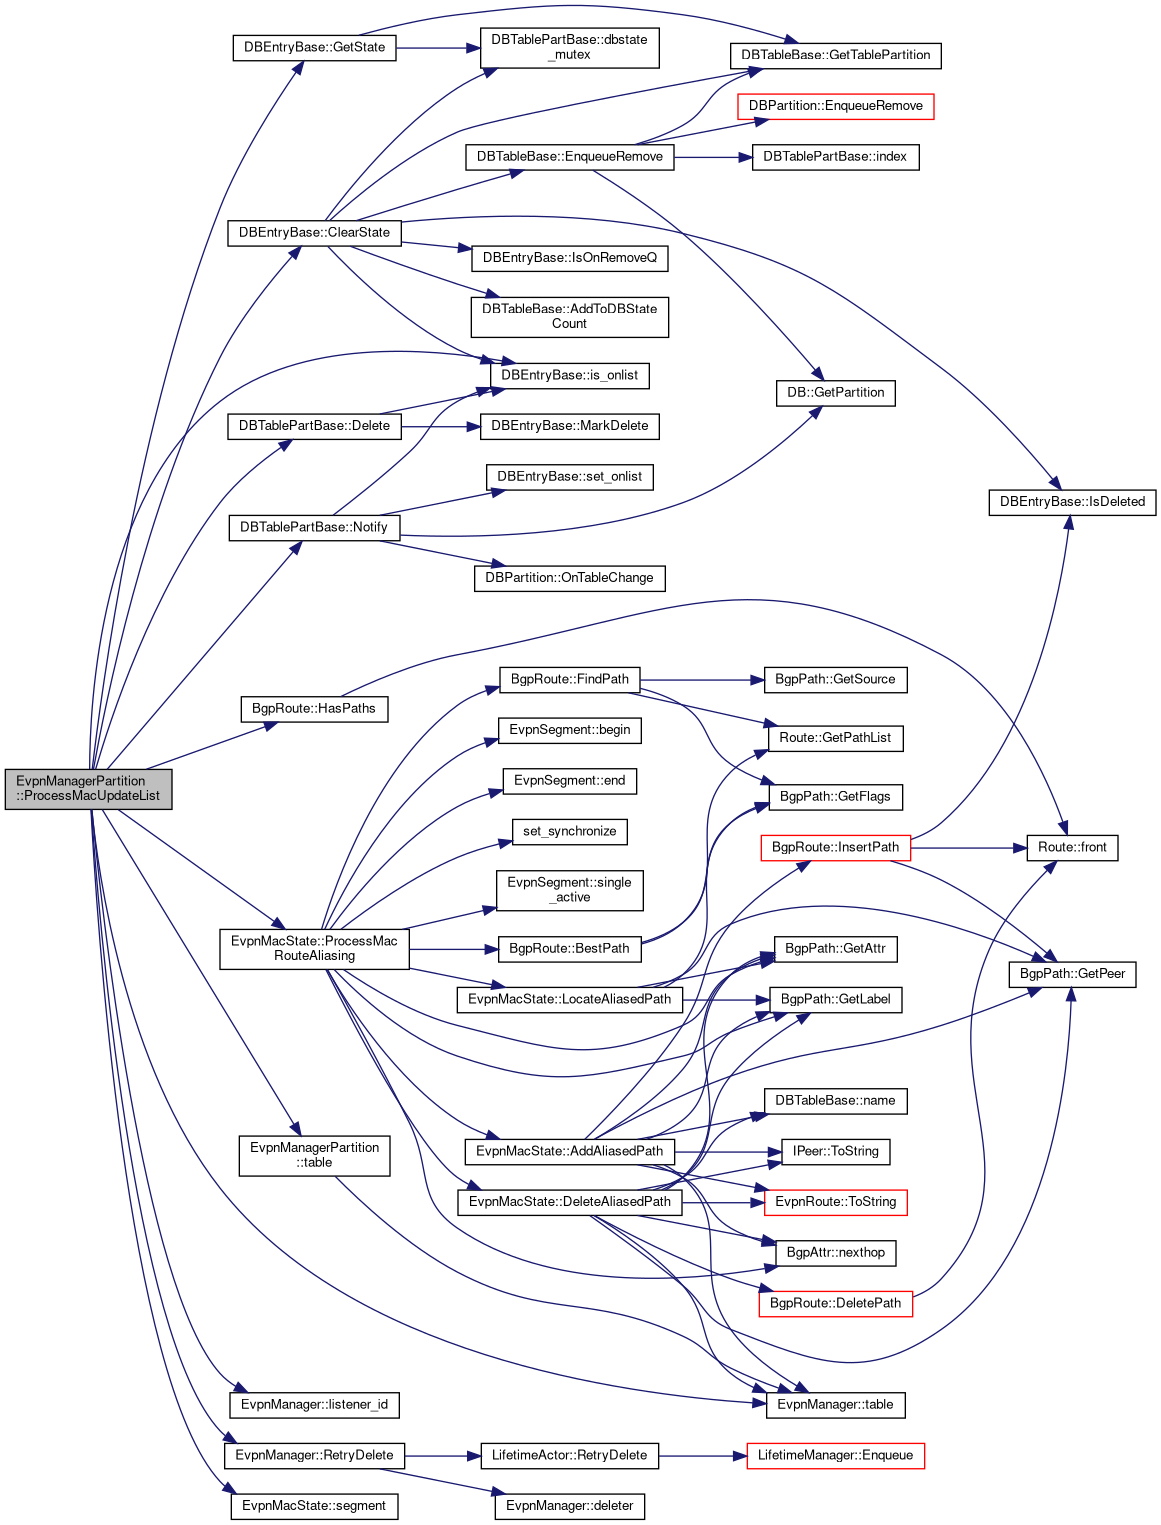 DBEntryBase::GetState
DBTablePartBase::dbstate
_mutex
DBTableBase::GetTablePartition
DBPartition::EnqueueRemove
DBTableBase::EnqueueRemove
DBTablePartBase::index
DBEntryBase::ClearState
DBEntryBase::IsOnRemoveQ
DBTableBase::AddToDBState
Count
DBEntryBase::is_onlist
DB::GetPartition
DBTablePartBase::Delete
DBEntryBase::MarkDelete
DBEntryBase::set_onlist
DBEntryBase::IsDeleted
DBTablePartBase::Notify
DBPartition::OnTableChange
BgpRoute::FindPath
BgpPath::GetSource
BgpRoute::HasPaths
EvpnSegment::begin
Route::GetPathList
EvpnManagerPartition
::ProcessMacUpdateList
EvpnSegment::end
BgpPath::GetFlags
set_synchronize
BgpRoute::InsertPath
Route::front
EvpnSegment::single
_active
EvpnMacState::ProcessMac
RouteAliasing
BgpRoute::BestPath
BgpPath::GetAttr
BgpPath::GetPeer
EvpnMacState::LocateAliasedPath
BgpPath::GetLabel
DBTableBase::name
EvpnManagerPartition
::table
EvpnMacState::AddAliasedPath
IPeer::ToString
EvpnMacState::DeleteAliasedPath
EvpnRoute::ToString
BgpAttr::nexthop
BgpRoute::DeletePath
EvpnManager::listener_id
EvpnManager::table
EvpnManager::RetryDelete
LifetimeActor::RetryDelete
LifetimeManager::Enqueue
EvpnMacState::segment
EvpnManager::deleter